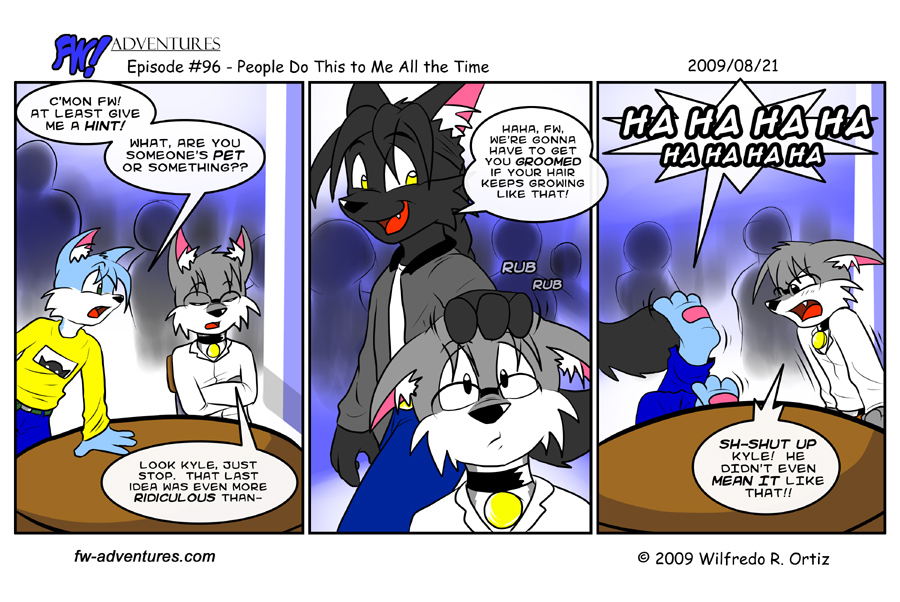 FW! ADVENTURES
Episode #96 - People Do This to Me All the Time
2009/08/21
C'MON FW!
AT LEAST GIVE
ME A HINT!
WHAT, ARE YOU
SOMEONE'S PET
OR SOMETHING??
LOOK KYLE, JUST
STOP. THAT LAST
IDEA WAS EVEN MORE
RIDICULOUS THAN-
HAHA, FW,
WE'RE GONNA
HAVE TO GET
YOU GROOMED
IF YOUR HAIR
KEEPS GROWING
LIKE THAT!
RUB
RUB
HA HA HA HA
HA HA HA HA
SH-SHUT UP
KYLE! HE
DIDN'T EVEN
MEAN IT LIKE
THAT!!
fw-adventures.com
© 2009 Wilfredo R. Ortiz